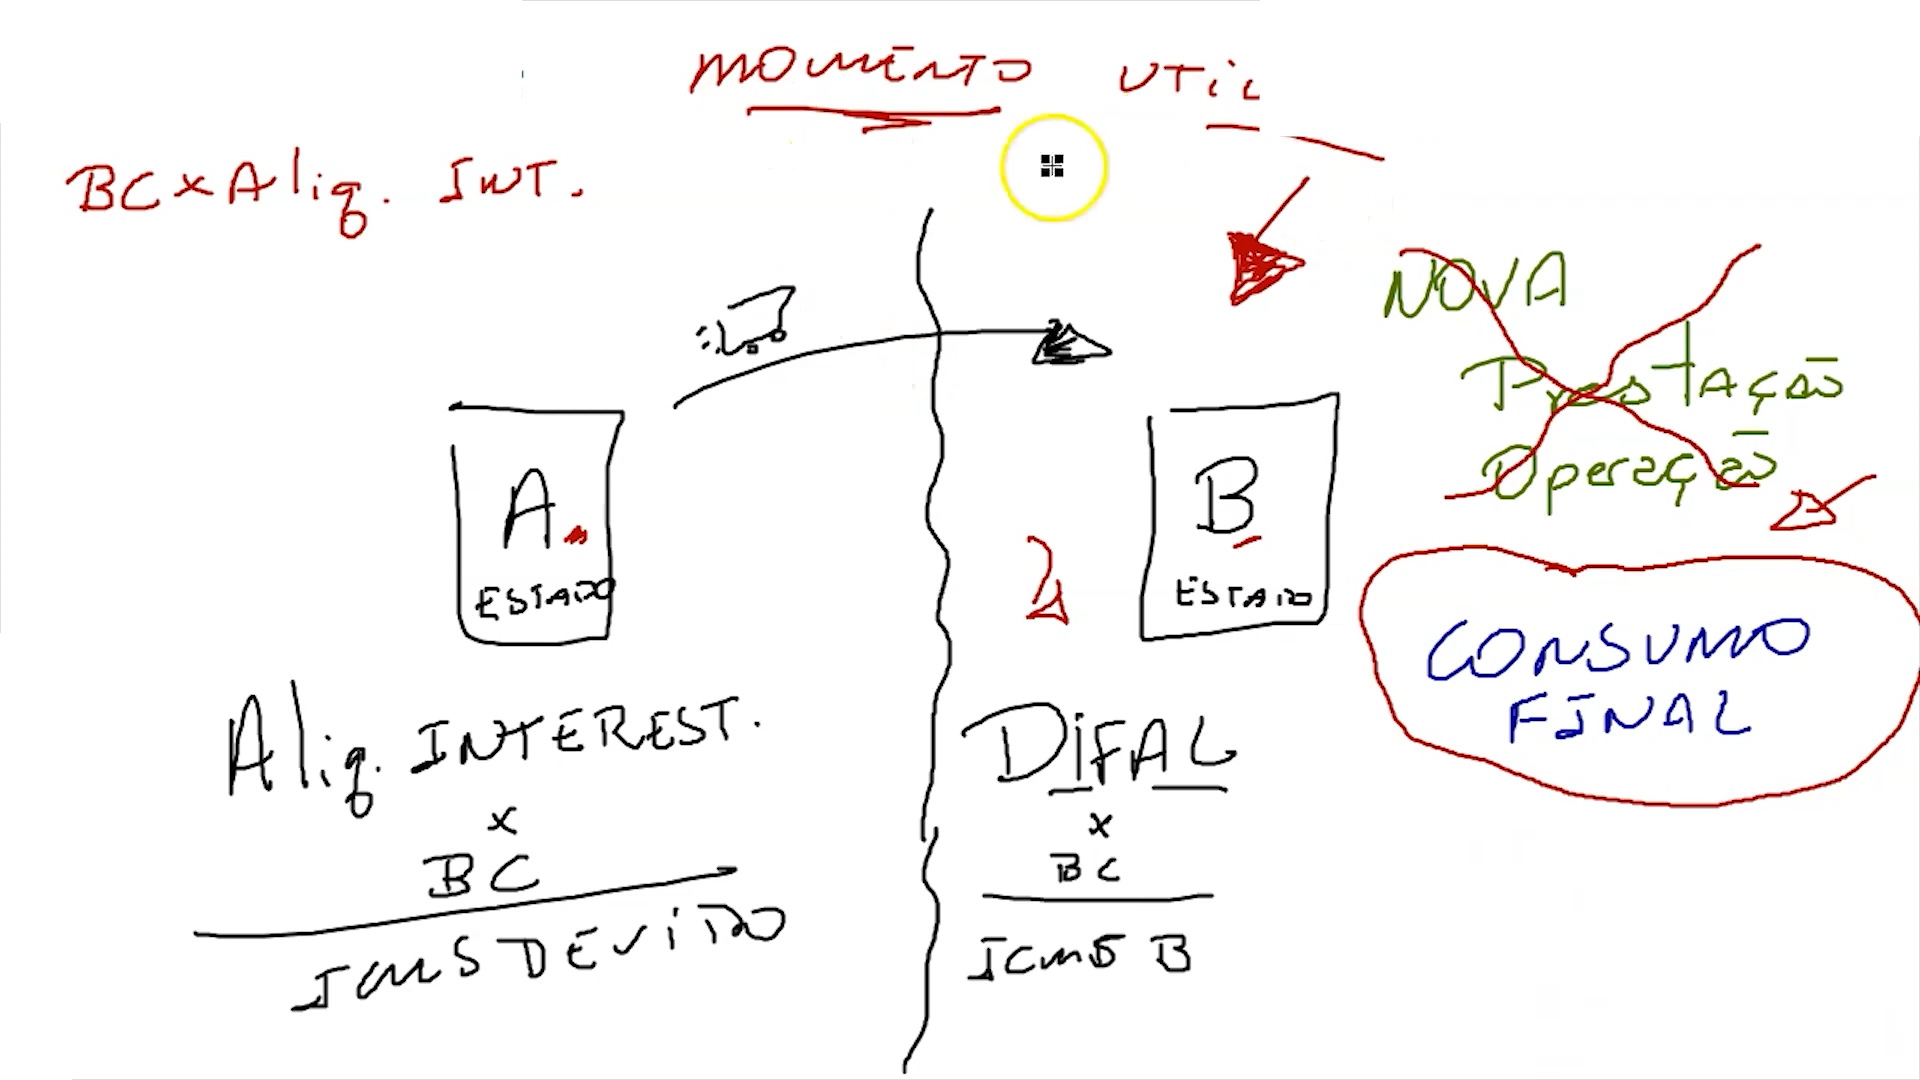 MOMENTO UTIL
BC x Aliq. INT.
NOVA
Prestação
Operação
A.
ESTADO
B
ESTADO
CONSUMO
FINAL
Aliq. INTEREST.
x
BC
ICMS DEVIDO
DiFAL
x
BC
ICMS B